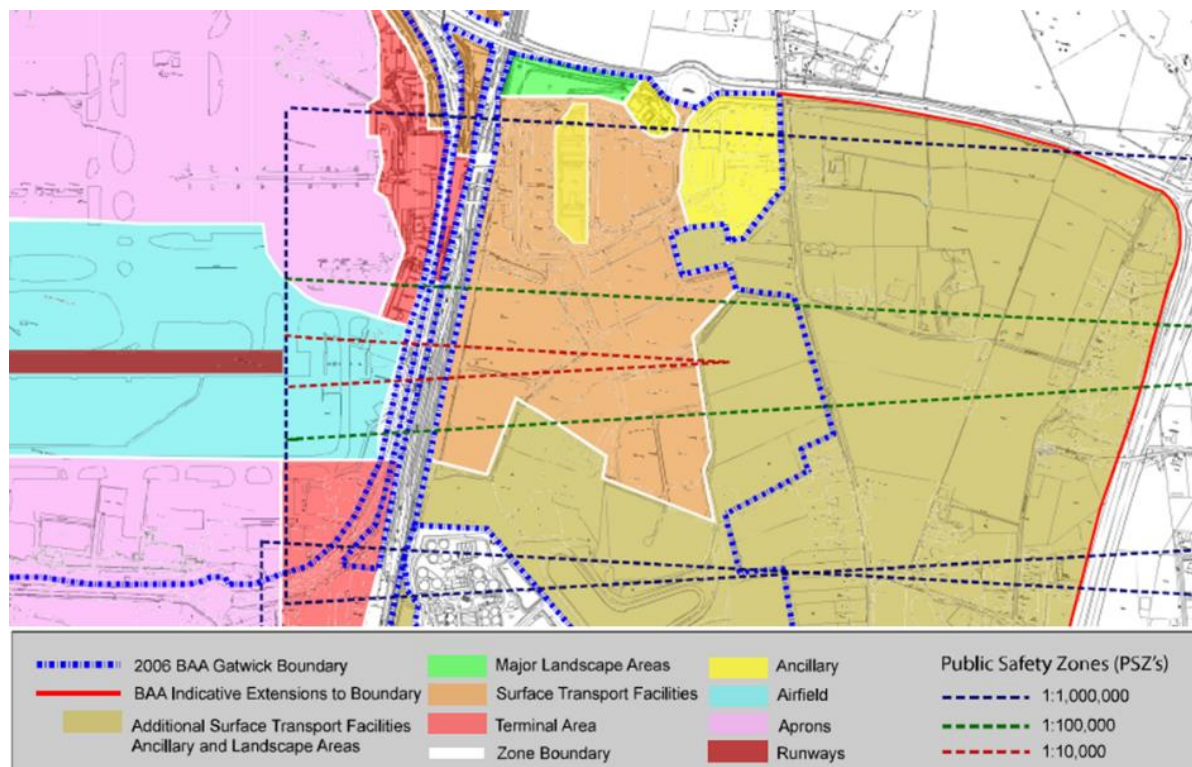 2006 BAA Gatwick Boundary
BAA Indicative Extensions to Boundary
Additional Surface Transport Facilities
Ancillary and Landscape Areas
Major Landscape Areas
Surface Transport Facilities
Terminal Area
Zone Boundary
Ancillary
Airfield
Aprons
Runways
Public Safety Zones (PSZ's)
1:1,000,000
1:100,000
1:10,000